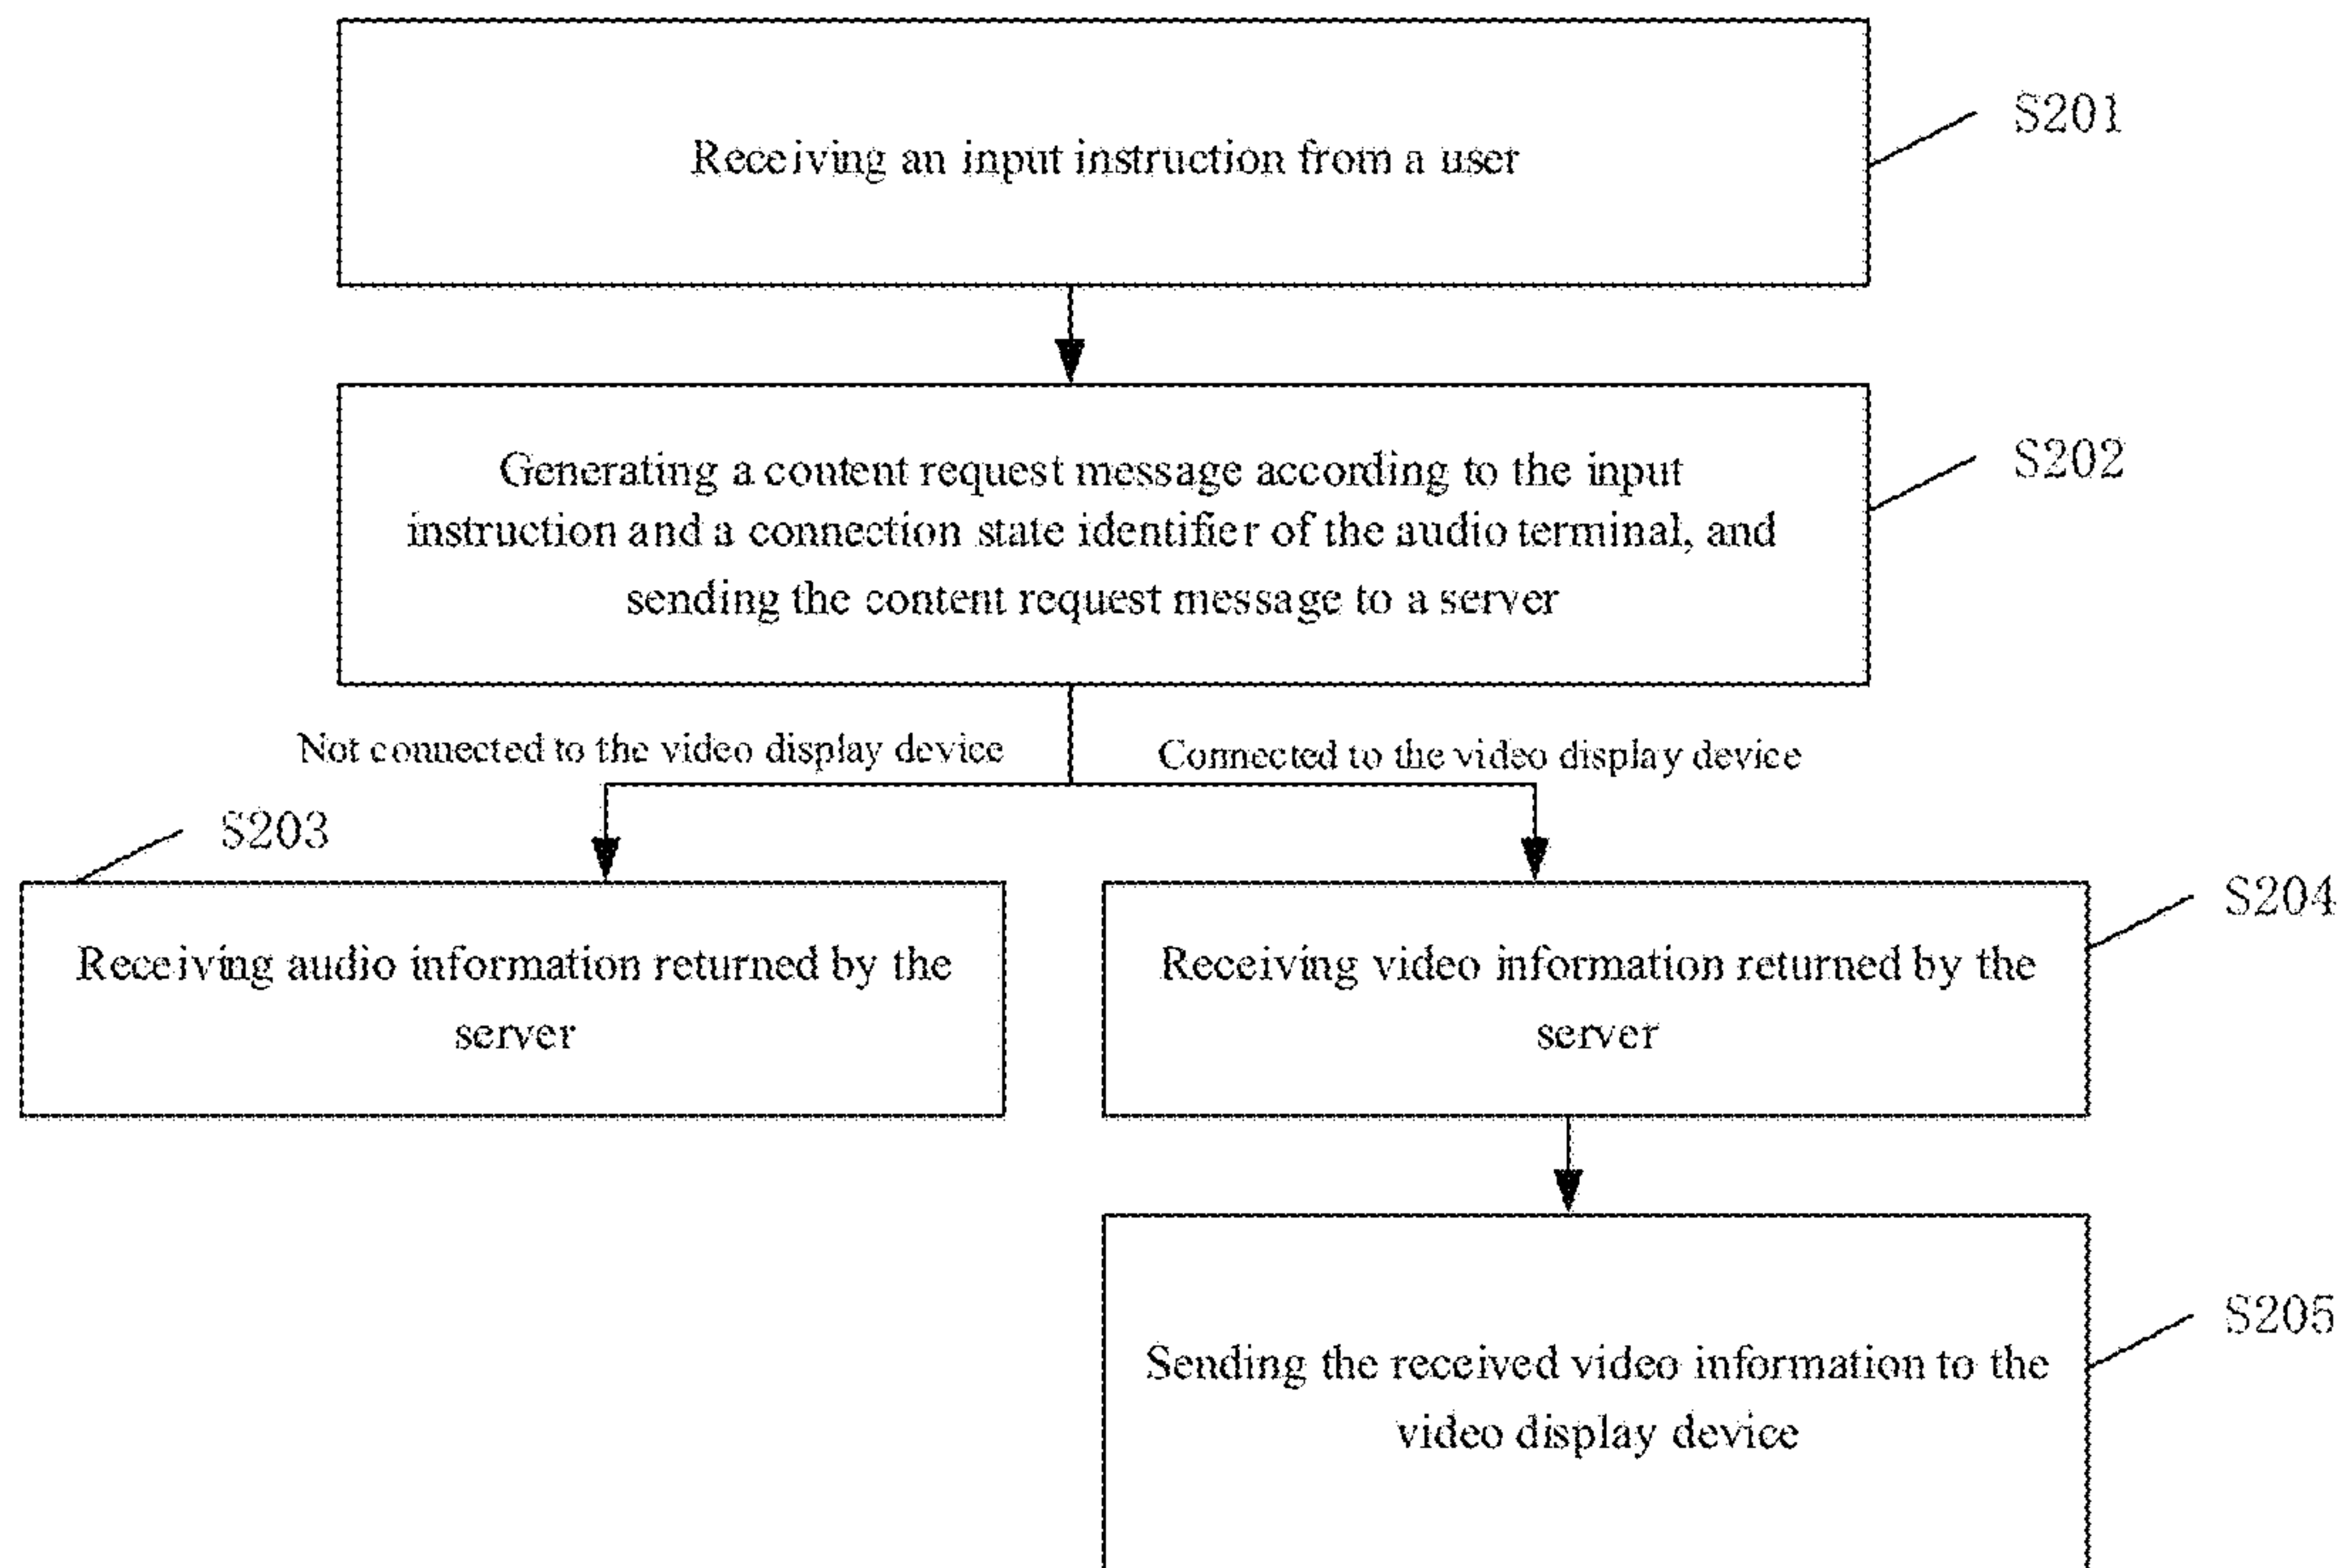 Receiving an input instruction from a user
S201
Generating a content request message according to the input
instruction and a connection state identifier of the audio terminal, and
sending the content request message to a server
S202
Not connected to the video display device
Connected to the video display device
S203
Receiving audio information returned by the
server
S204
Receiving video information returned by the
server
S205
Sending the received video information to the
video display device